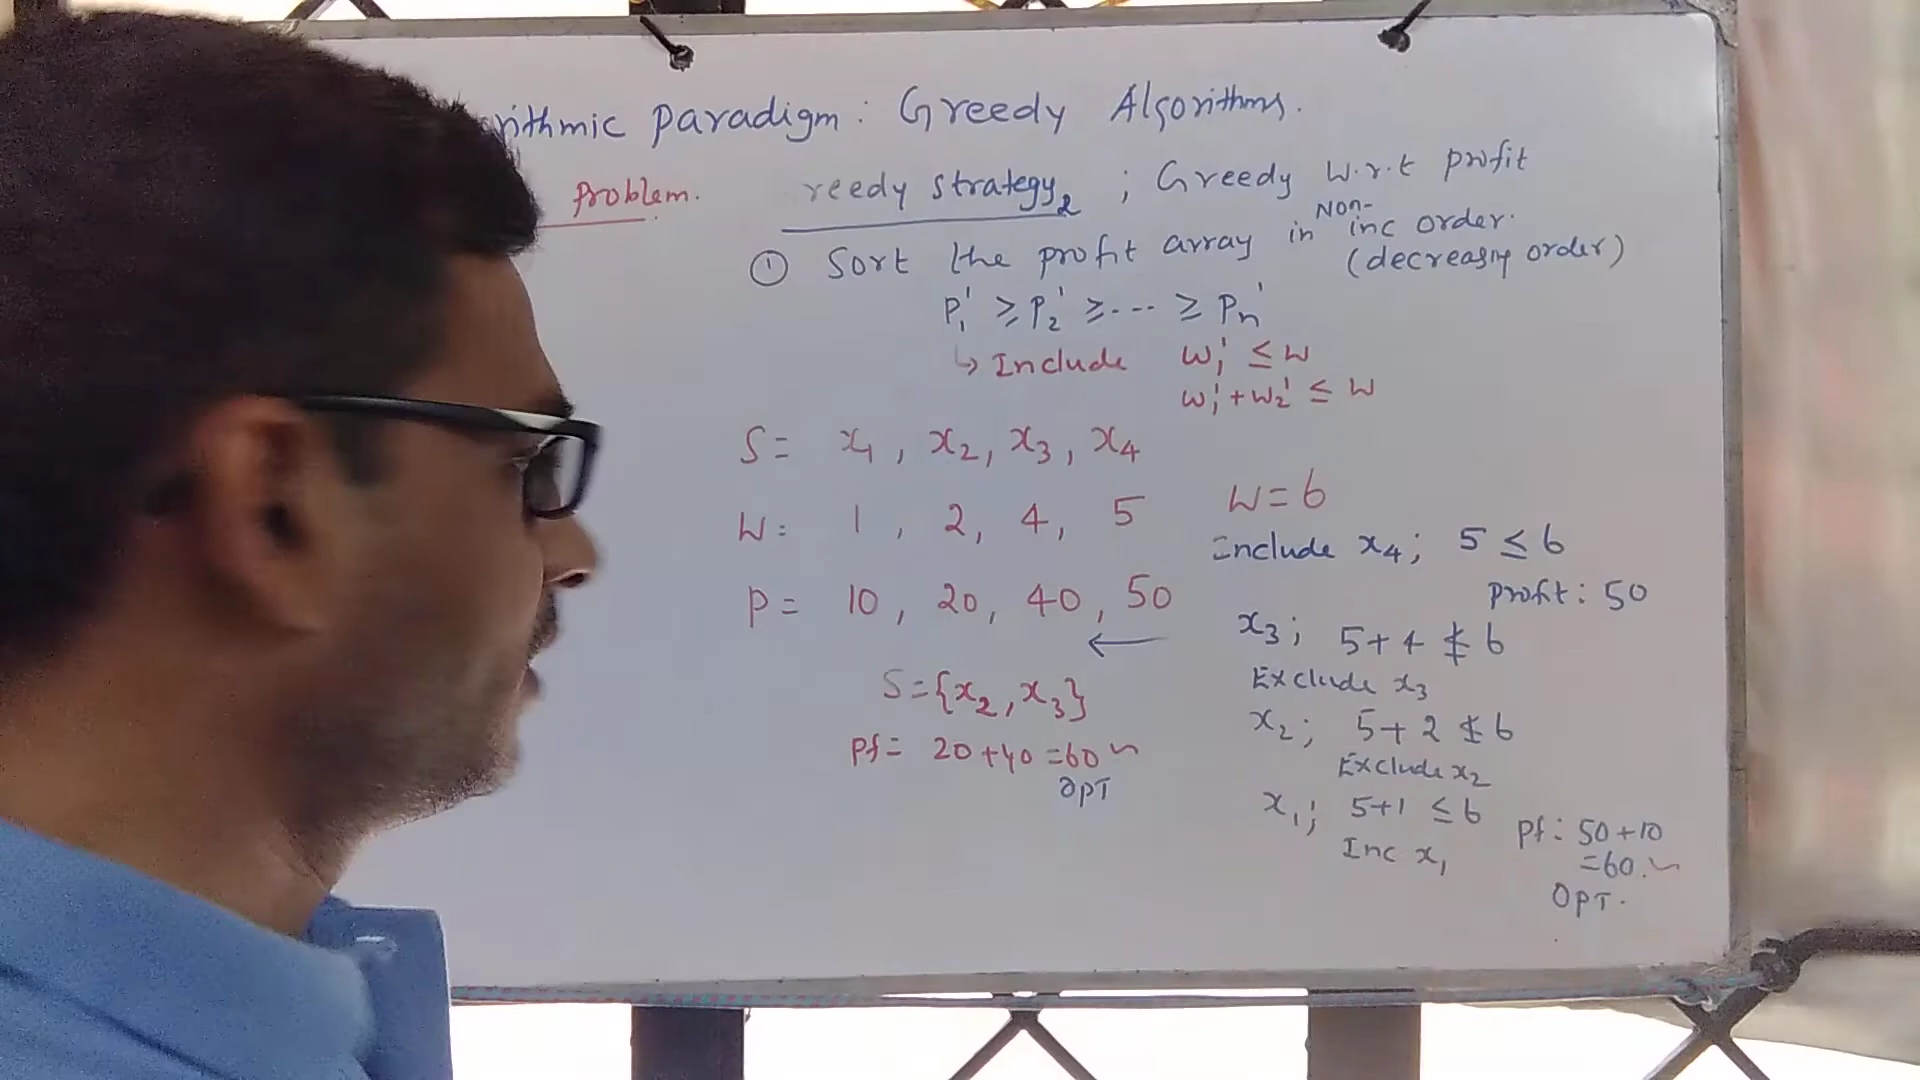 rithmic paradigm: Greedy Algorithms.
problem.
reedy strategy2 ; Greedy w.r.t profit
① Sort the profit array in Non-inc order.
(decreasing order)
P1' ≥ P2' ≥ --- ≥ Pn'
↳ Include w1' ≤ W
w1' + w2' ≤ W
S = x1, x2, x3, x4
W: 1, 2, 4, 5
W = 6
P = 10, 20, 40, 50
←
S = {x2, x3}
Pf = 20 + 40 = 60
OPT
Include x4; 5 ≤ 6
Profit: 50
x3; 5 + 4 ≰ 6
Exclude x3
x2; 5 + 2 ≰ 6
Exclude x2
x1; 5+1 ≤ 6
Inc x1
Pf: 50 + 10
= 60.
OPT.